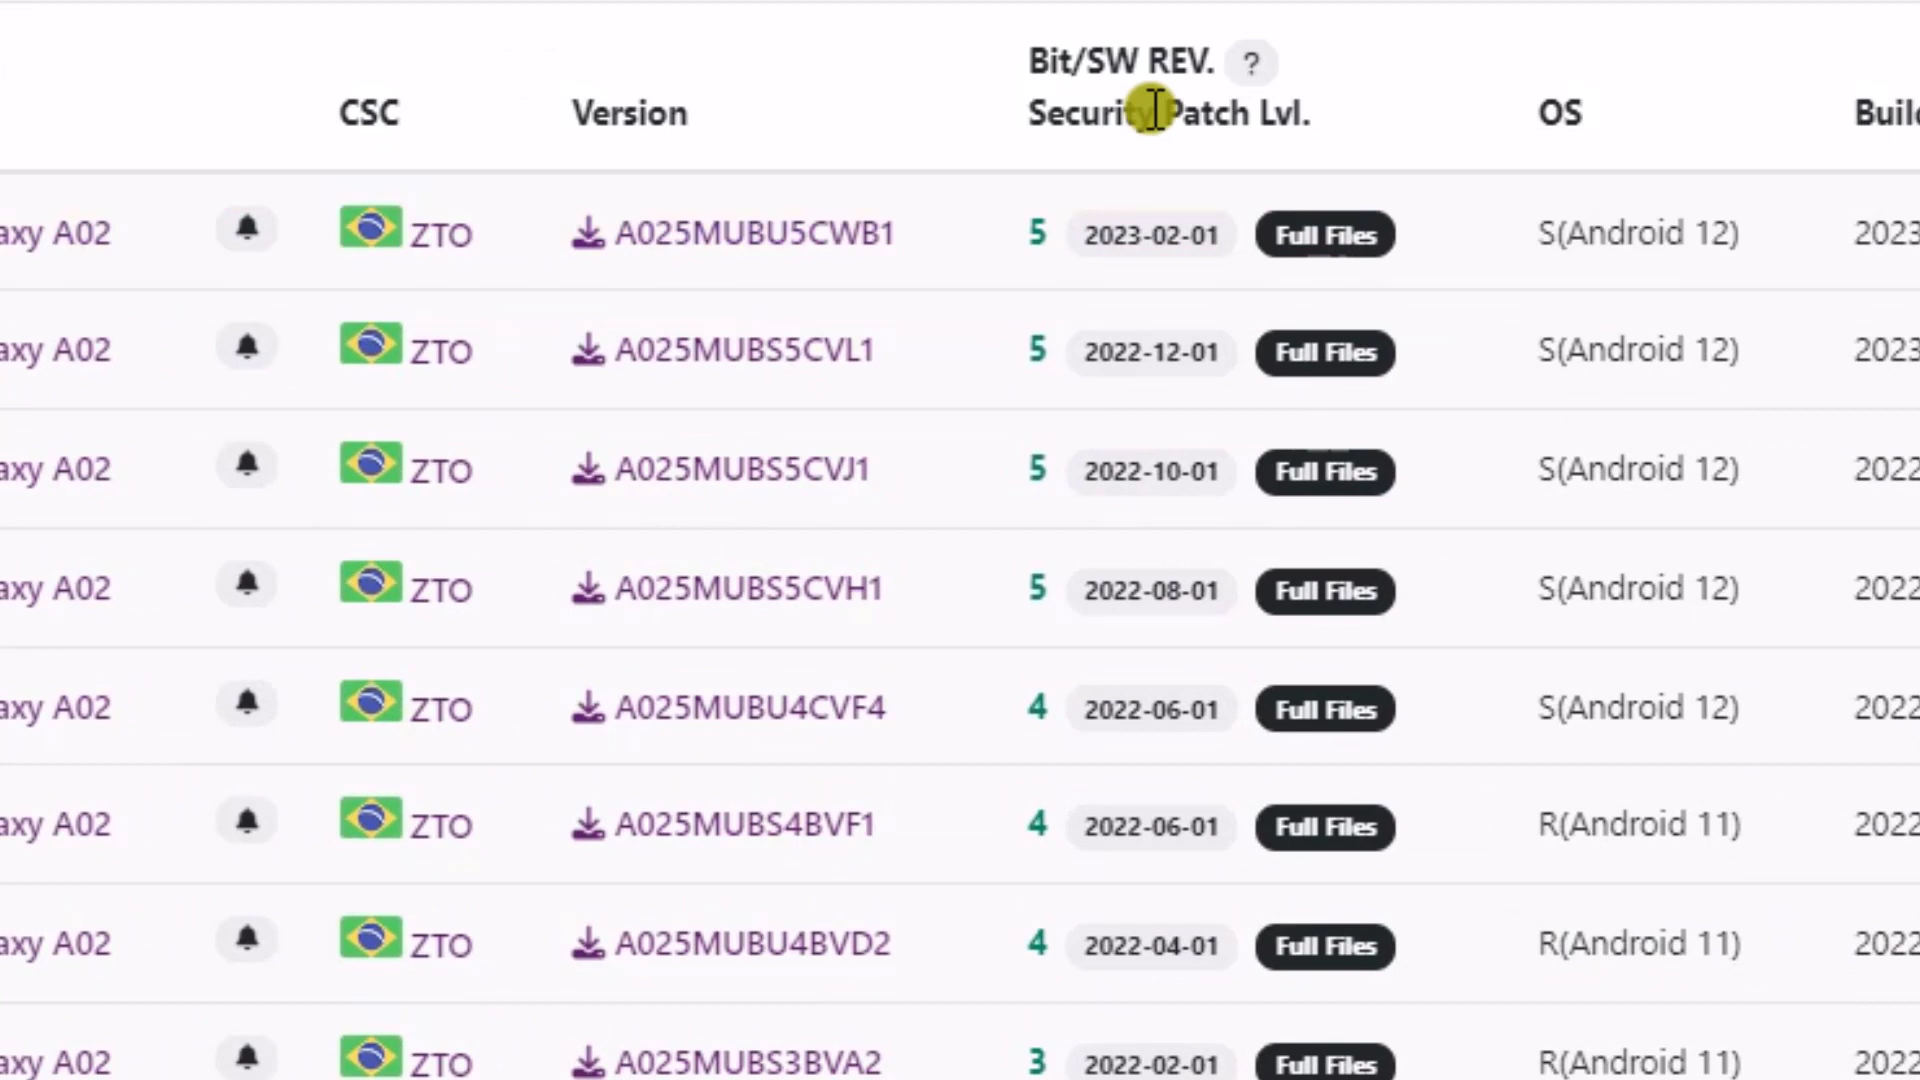 Bit/SW REV. ?
CSC Version Security Patch Lvl. OS Build
axy A02 ZTO A025MUBU5CWB1 5 2023-02-01 Full Files S(Android 12) 2023
axy A02 ZTO A025MUBS5CVL1 5 2022-12-01 Full Files S(Android 12) 2023
axy A02 ZTO A025MUBS5CVJ1 5 2022-10-01 Full Files S(Android 12) 2022
axy A02 ZTO A025MUBS5CVH1 5 2022-08-01 Full Files S(Android 12) 2022
axy A02 ZTO A025MUBU4CVF4 4 2022-06-01 Full Files S(Android 12) 2022
axy A02 ZTO A025MUBS4BVF1 4 2022-06-01 Full Files R(Android 11) 2022
axy A02 ZTO A025MUBU4BVD2 4 2022-04-01 Full Files R(Android 11) 2022
axy A02 ZTO A025MUBS3BVA2 3 2022-02-01 Full Files R(Android 11) 2022